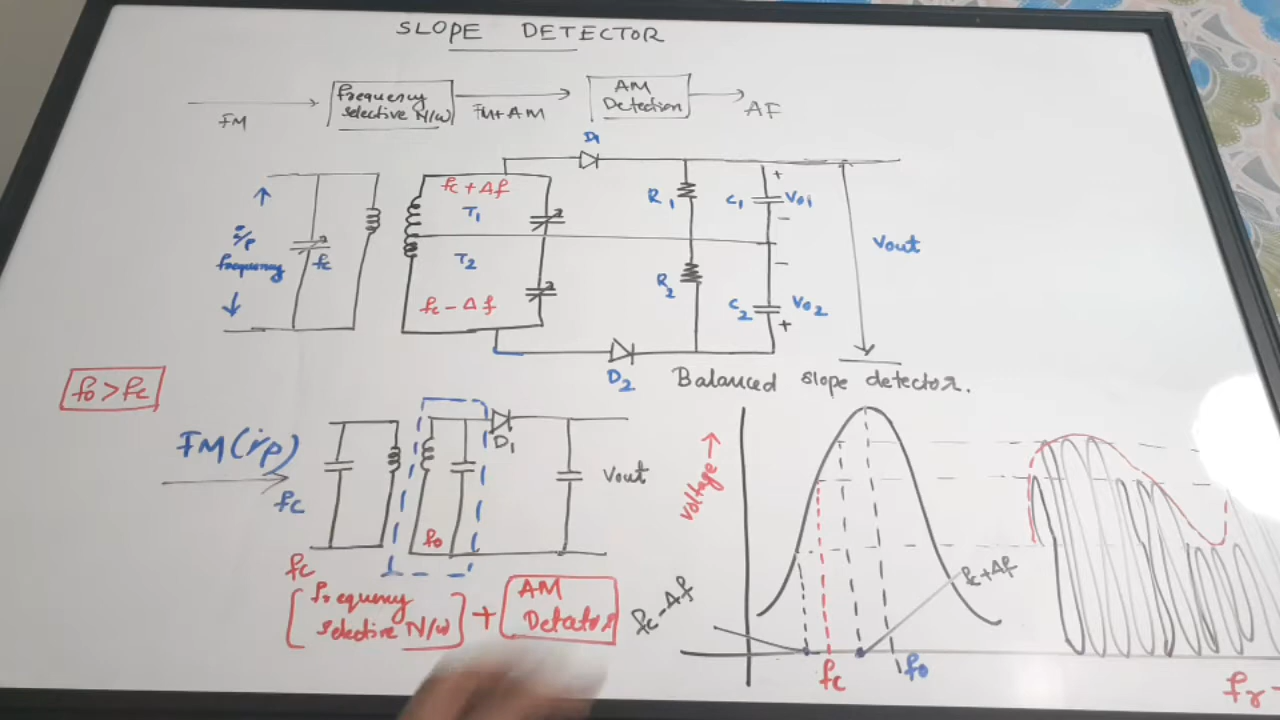 SLOPE DETECTOR
FM
frequency
selective N/w
FM+AM
AM
Detection
AF
D1
fc + Δf
T1
R1
C1
+
Vo1
-
i/p
frequency
fc
T2
fc - Δf
R2
C2
-
Vo2
+
Vout
D2
Balanced slope detector.
fo > fc
FM(i/p)
fc
fc
fo
D1
Vout
[frequency
selective N/w] +
AM
Detator
voltage →
fc - Δf
fc + Δf
fc
fo
fr